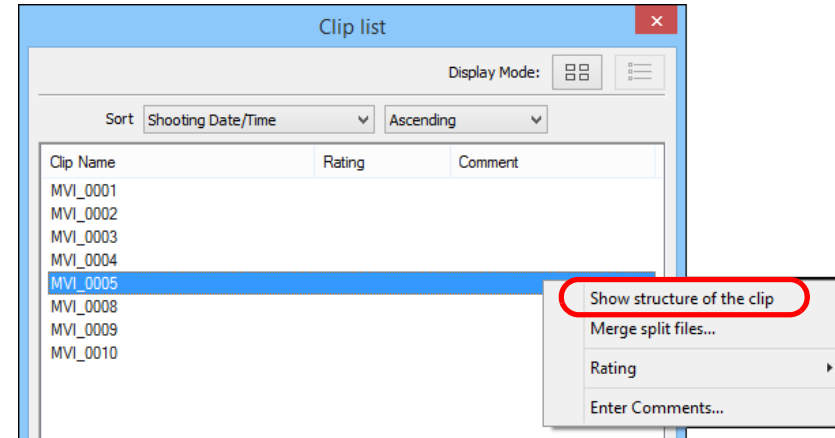 Clip list
Display Mode:
Sort Shooting Date/Time Ascending
Clip Name Rating Comment
MVI_0001
MVI_0002
MVI_0003
MVI_0004
MVI_0005
MVI_0008
MVI_0009
MVI_0010
Show structure of the clip
Merge split files...
Rating
Enter Comments...